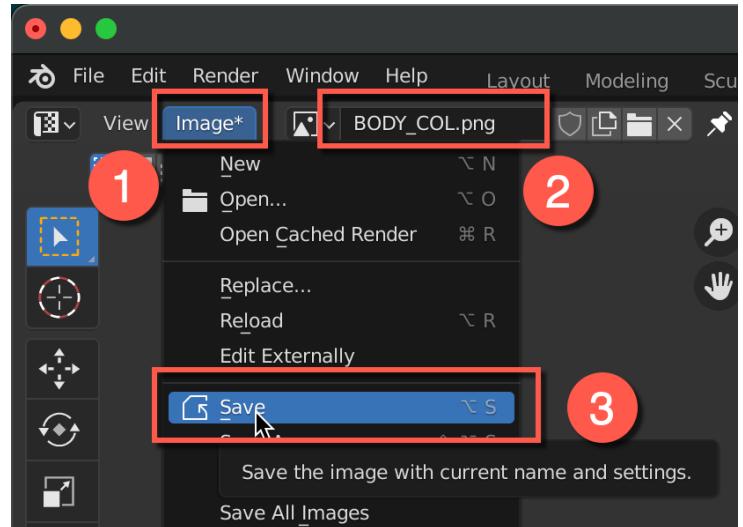 File Edit Render Window Help Layout Modeling Scu
View Image* BODY_COL.png
1
2
New ⌥ N
Open... ⌥ O
Open Cached Render ⌘ R
Replace...
Reload ⌥ R
Edit Externally
Save ⌥ S
3
Save the image with current name and settings.
Save All Images